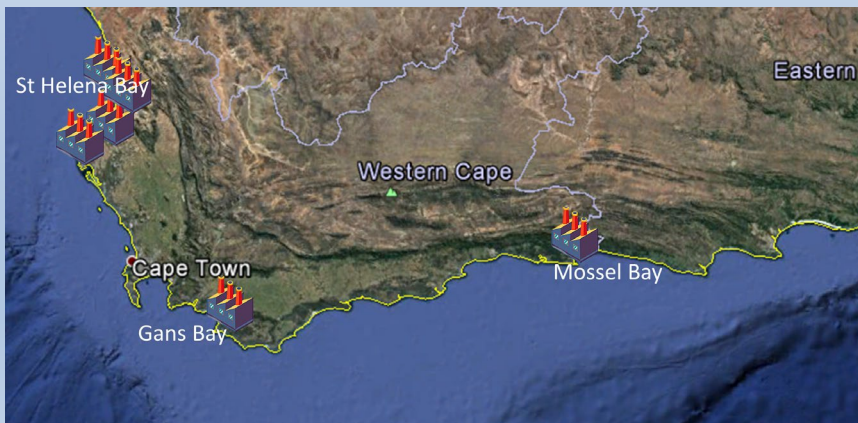 St Helena Bay
Eastern
Western Cape
Cape Town
Mossel Bay
Gans Bay